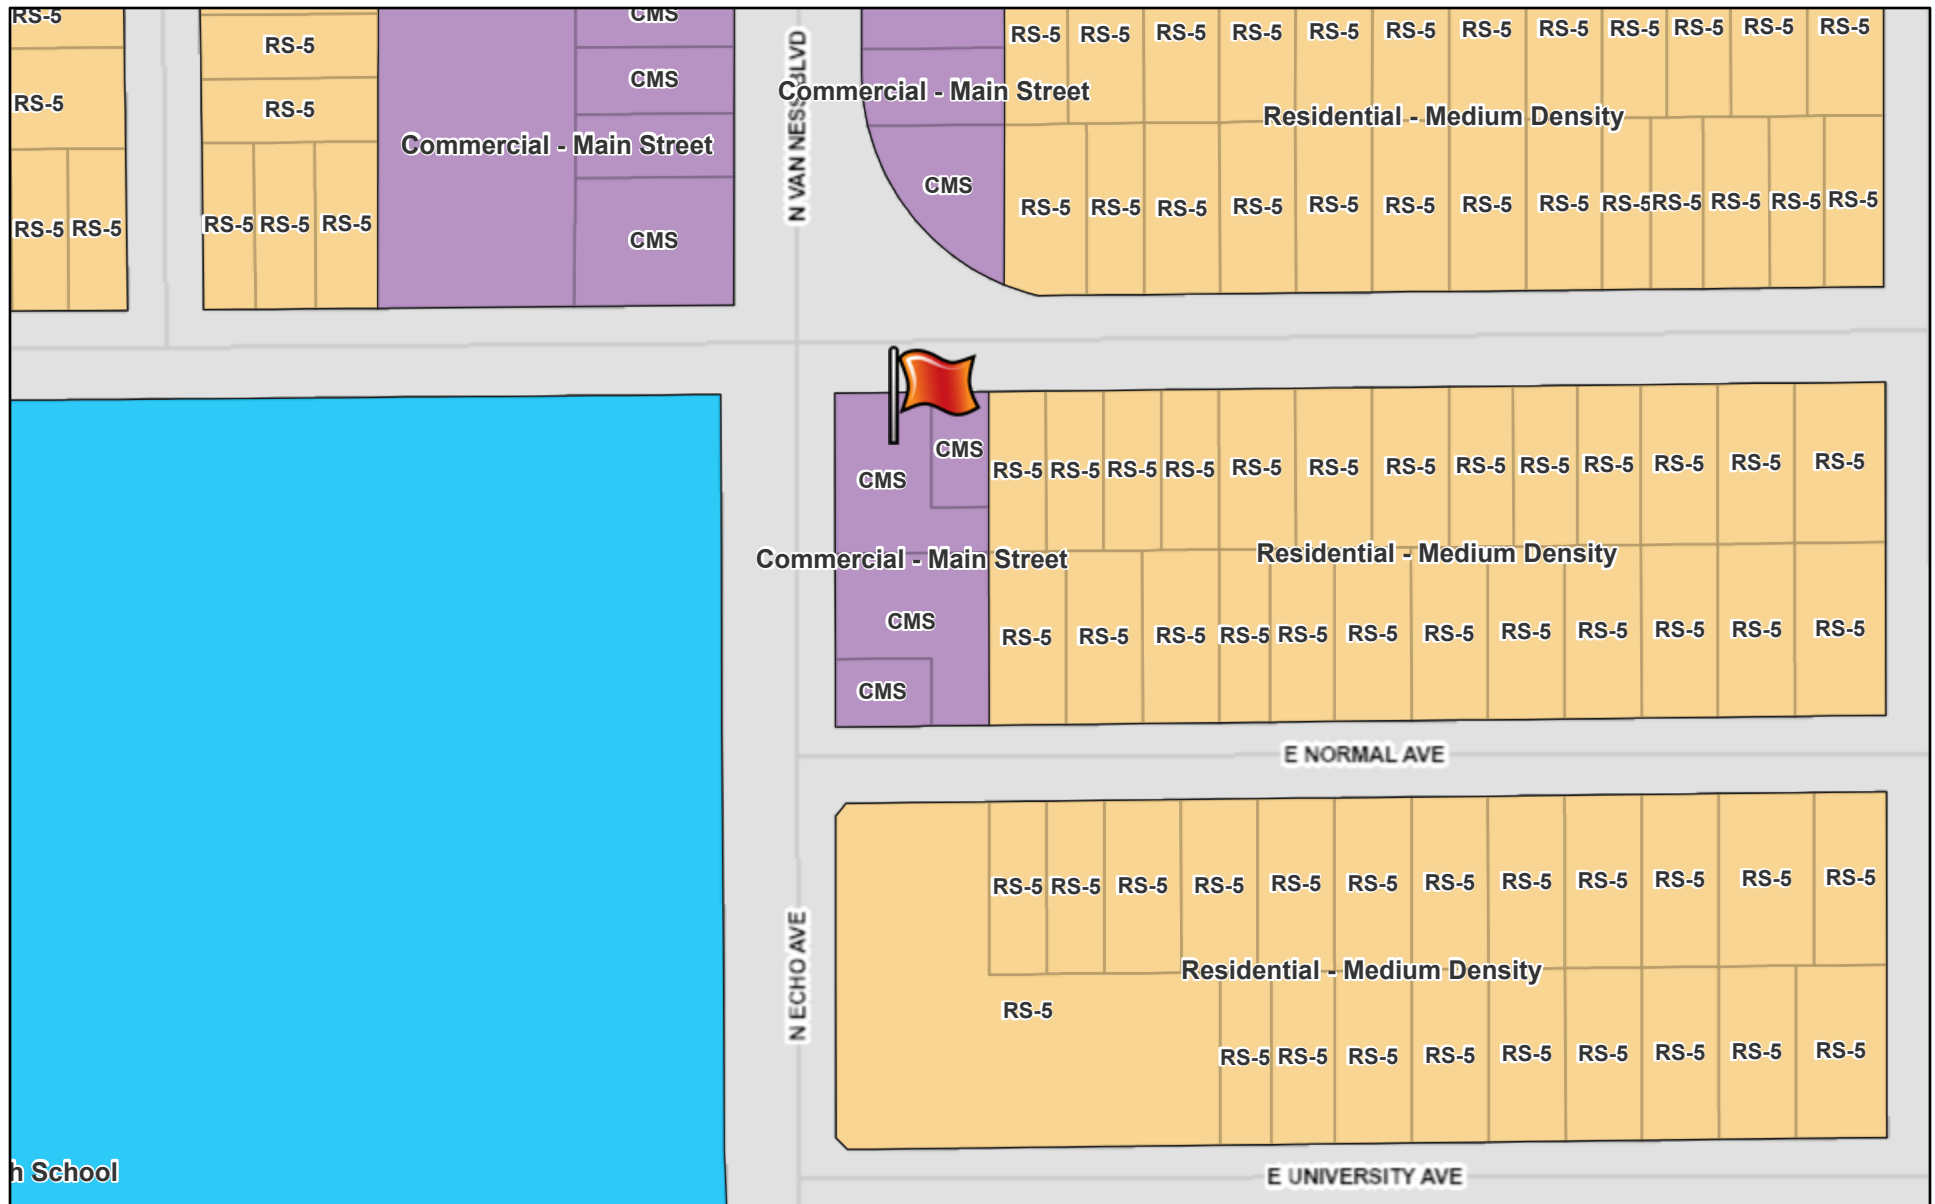 RS-5
RS-5
CMS
RS-5 RS-5 RS-5 RS-5 RS-5 RS-5 RS-5 RS-5 RS-5 RS-5 RS-5 RS-5
RS-5
RS-5
CMS
N VAN NESS BLVD
Commercial - Main Street
RS-5
Commercial - Main Street
Residential - Medium Density
CMS
RS-5 RS-5 RS-5 RS-5 RS-5 RS-5 RS-5 RS-5 RS-5 RS-5 RS-5 RS-5 RS-5
RS-5 RS-5
RS-5 RS-5 RS-5
CMS
CMS
CMS
RS-5 RS-5 RS-5 RS-5 RS-5 RS-5 RS-5 RS-5 RS-5 RS-5 RS-5 RS-5 RS-5
Commercial - Main Street
Residential - Medium Density
CMS
RS-5 RS-5 RS-5 RS-5 RS-5 RS-5 RS-5 RS-5 RS-5 RS-5 RS-5 RS-5
CMS
E NORMAL AVE
RS-5 RS-5 RS-5 RS-5 RS-5 RS-5 RS-5 RS-5 RS-5 RS-5 RS-5 RS-5
N ECHO AVE
Residential - Medium Density
RS-5
RS-5 RS-5 RS-5 RS-5 RS-5 RS-5 RS-5 RS-5 RS-5
h School
E UNIVERSITY AVE